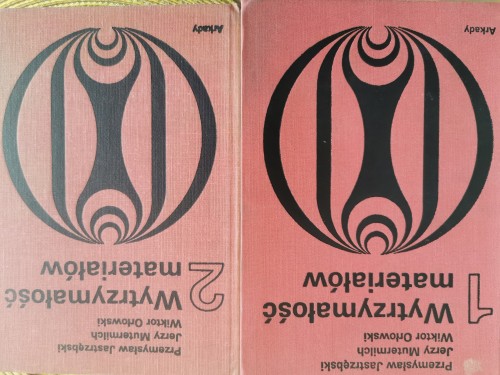 Przemysław Jastrzębski
Jerzy Mutermilch
Wiktor Orłowski
1 Wytrzymałość
materiałów
Arkady
Przemysław Jastrzębski
Jerzy Mutermilch
Wiktor Orłowski
2 Wytrzymałość
materiałów
Arkady